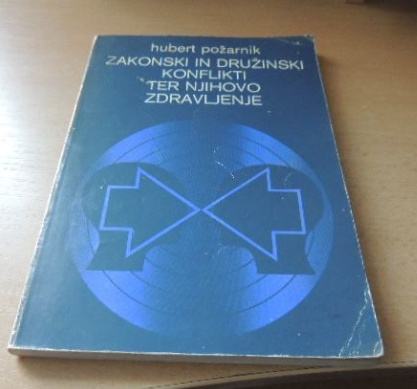 hubert požarnik
ZAKONSKI IN DRUŽINSKI
KONFLIKTI
TER NJIHOVO
ZDRAVLJENJE